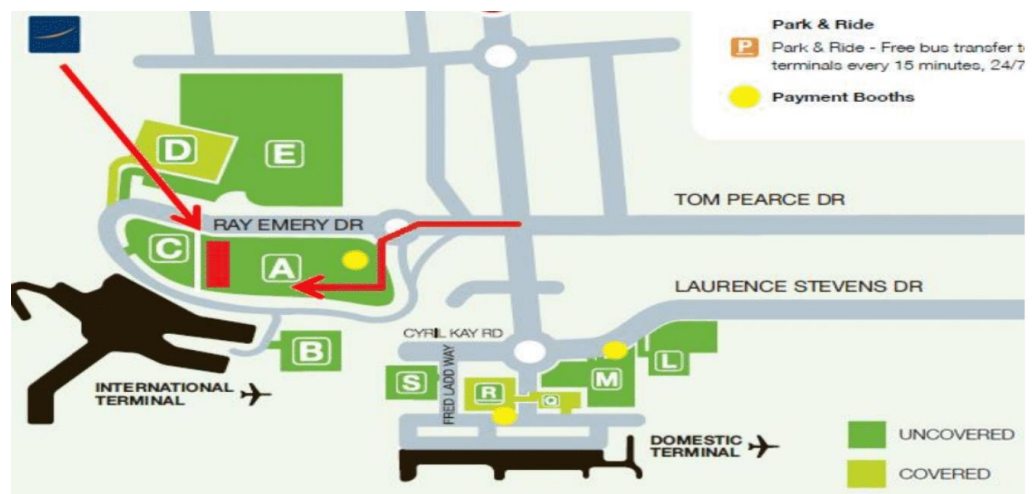 Park & Ride
P
Park & Ride - Free bus transfer
terminals every 15 minutes, 24/7
Payment Booths
D
E
TOM PEARCE DR
RAY EMERY DR
C
A
LAURENCE STEVENS DR
CYRIL KAY RD
B
FRED LADD WAY
L
S
R
Q
M
INTERNATIONAL
TERMINAL
DOMESTIC
TERMINAL
UNCOVERED
COVERED